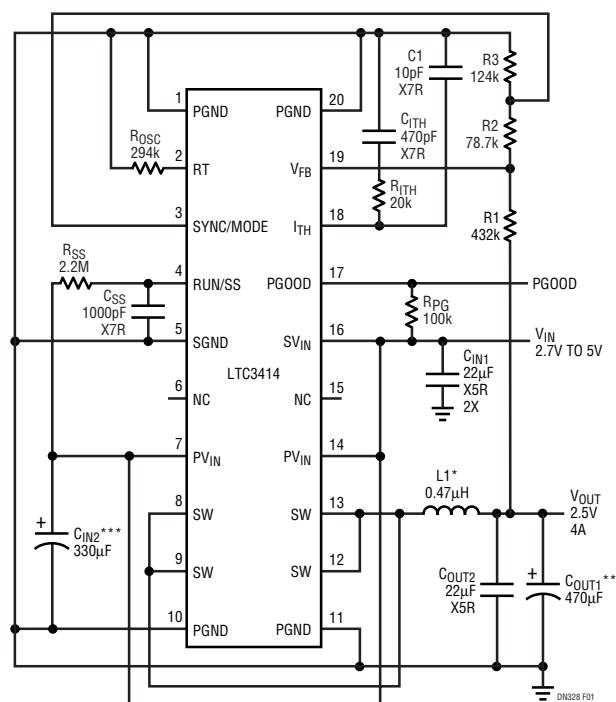 C1
10pF
X7R
R3
124k
1
PGND
PGND
20
CITH
470pF
X7R
R2
78.7k
ROSC
294k
2
RT
VFB
19
RITH
20k
3
SYNC/MODE
ITH
18
R1
432k
RSS
2.2M
4
RUN/SS
PGOOD
17
PGOOD
CSS
1000pF
X7R
RPG
100k
5
SGND
SVIN
16
VIN
2.7V TO 5V
LTC3414
CIN1
22µF
X5R
2X
6
NC
NC
15
7
PVIN
PVIN
14
L1*
0.47µH
8
SW
SW
13
VOUT
2.5V
4A
+
CIN2***
330µF
9
SW
SW
12
COUT2
22µF
X5R
+
COUT1**
470µF
10
PGND
PGND
11
DN328 F01